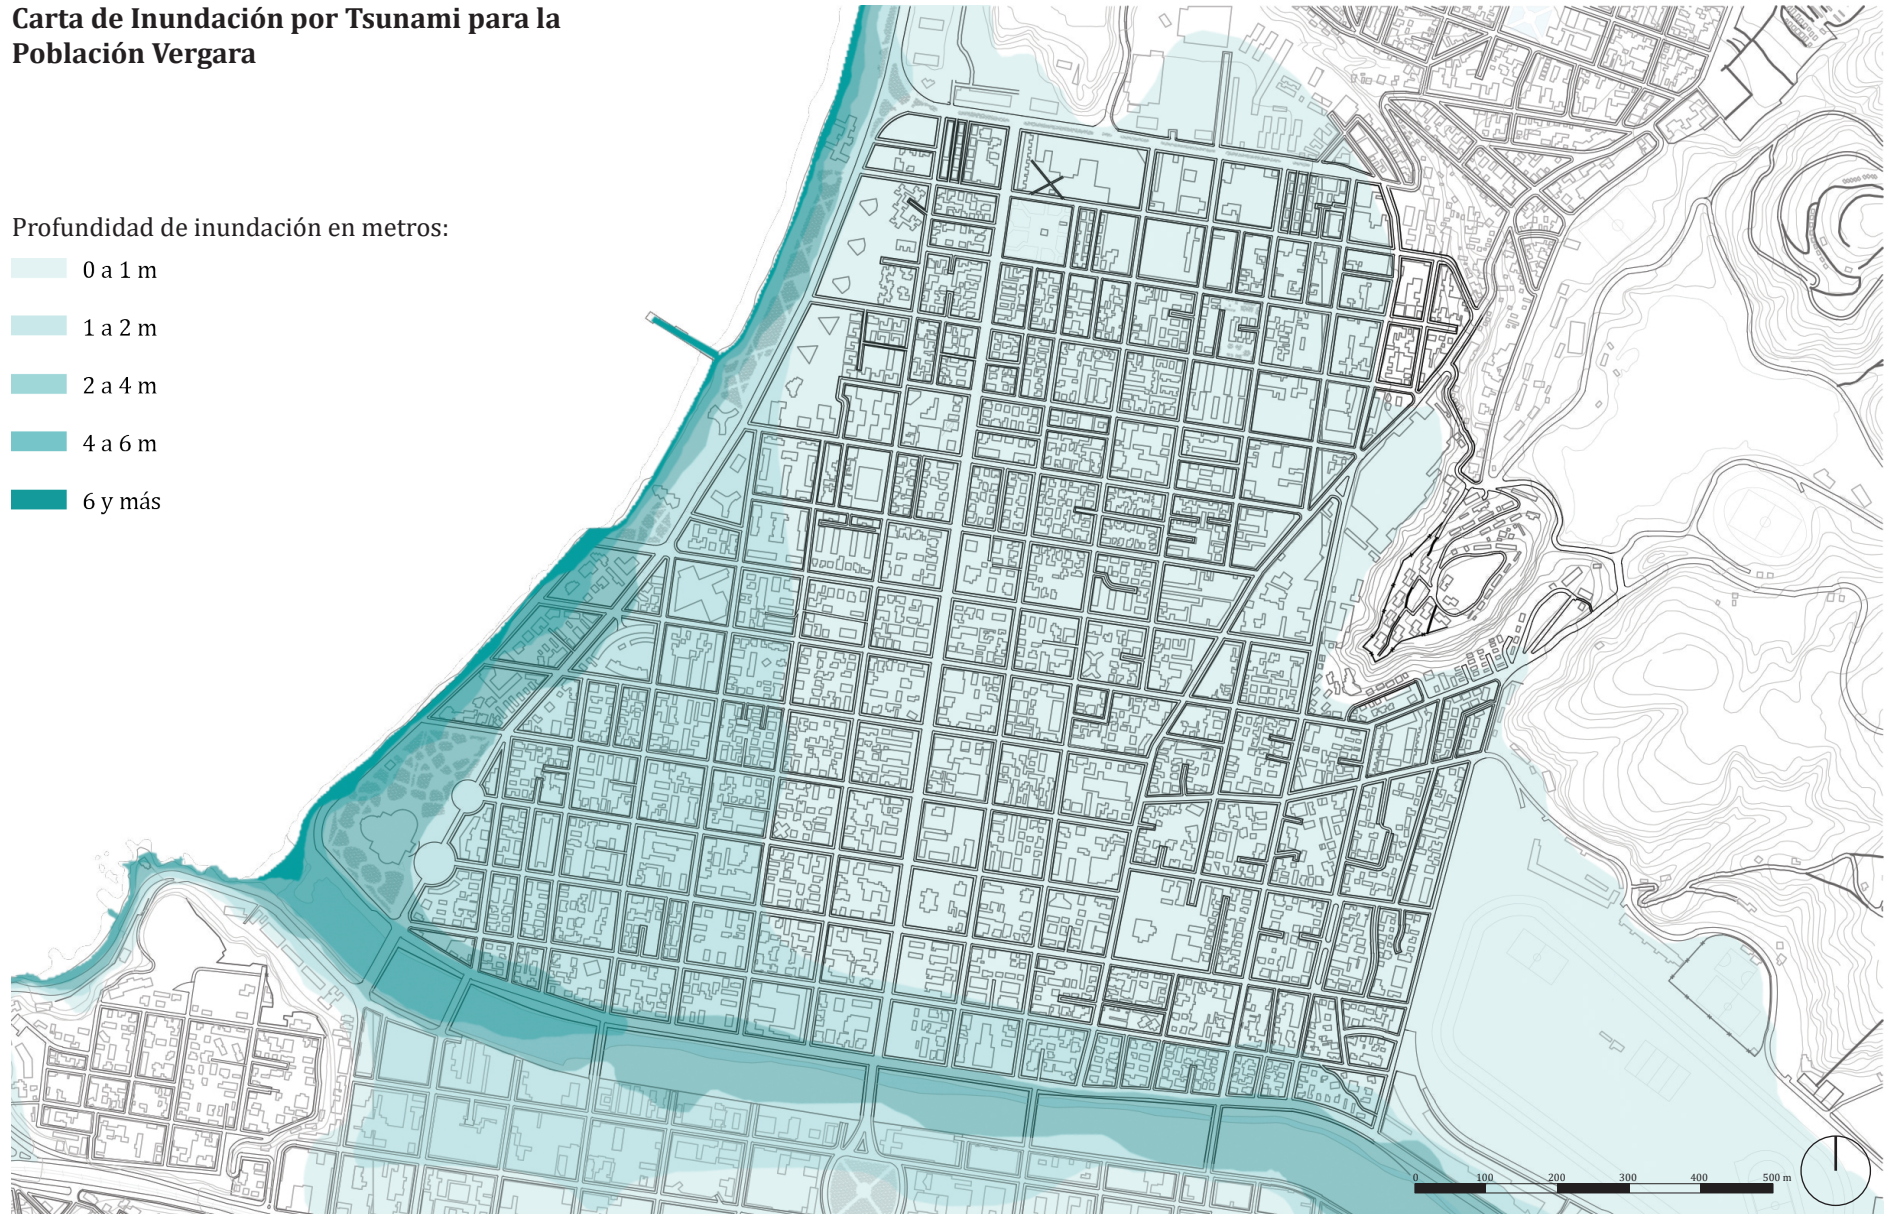 Carta de Inundación por Tsunami para la
Población Vergara
Profundidad de inundación en metros:
0 a 1 m
1 a 2 m
2 a 4 m
4 a 6 m
6 y más
0 100 200 300 400 500 m